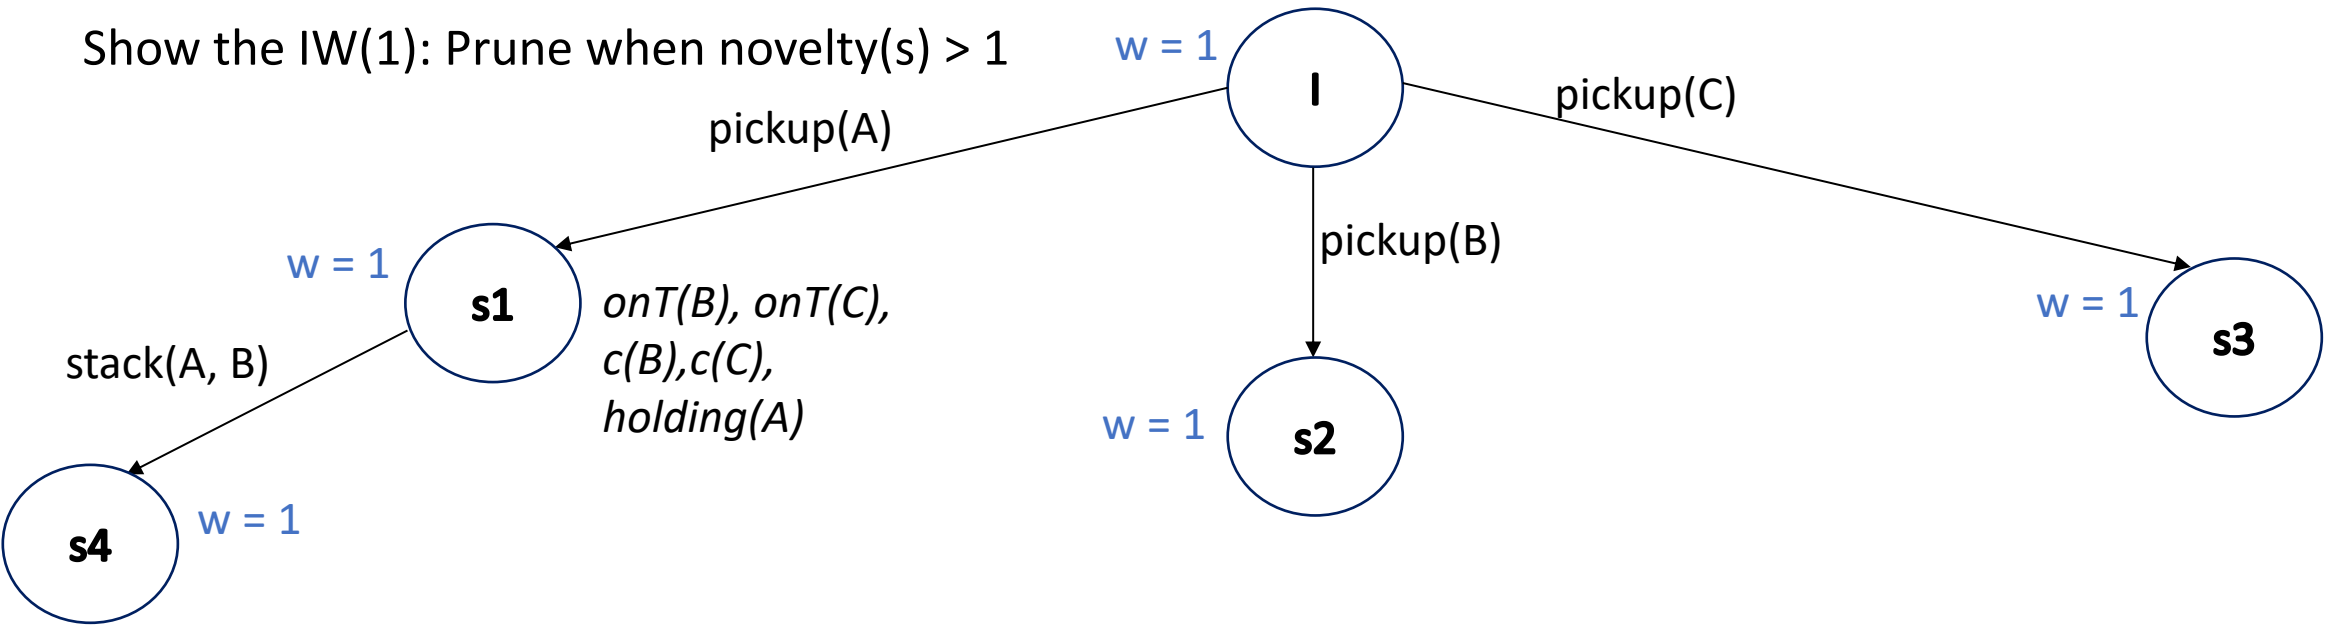 Show the IW(1): Prune when novelty(s) > 1
w = 1
I
pickup(A)
pickup(C)
pickup(B)
w = 1
s1
onT(B), onT(C),
c(B),c(C),
holding(A)
w = 1
s3
stack(A, B)
w = 1
s2
s4
w = 1